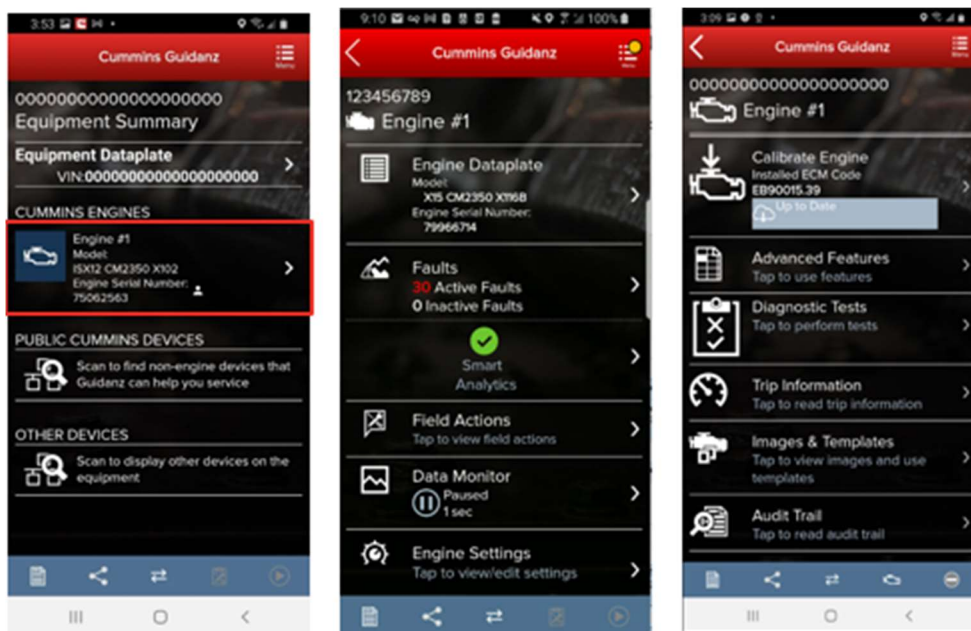 3:53
Cummins Guidanz
Menu
00000000000000000000
Equipment Summary
Equipment Dataplate
VIN:00000000000000000000
CUMMINS ENGINES
Engine #1
Model:
ISX12 CM2350 X102
Engine Serial Number:
75062563
PUBLIC CUMMINS DEVICES
Scan to find non-engine devices that
Guidanz can help you service
OTHER DEVICES
Scan to display other devices on the
equipment
9:10 100%
Cummins Guidanz
Menu
123456789
Engine #1
Engine Dataplate
Model:
X15 CM2350 X116B
Engine Serial Number:
79966714
Faults
30 Active Faults
0 Inactive Faults
Smart
Analytics
Field Actions
Tap to view field actions
Data Monitor
Paused
1 sec
Engine Settings
Tap to view/edit settings
3:09
Cummins Guidanz
Menu
00000000000000000000
Engine #1
Calibrate Engine
Installed ECM Code
EB90015.39
Up to Date
Advanced Features
Tap to use features
Diagnostic Tests
Tap to perform tests
Trip Information
Tap to read trip information
Images & Templates
Tap to view images and use
templates
Audit Trail
Tap to read audit trail